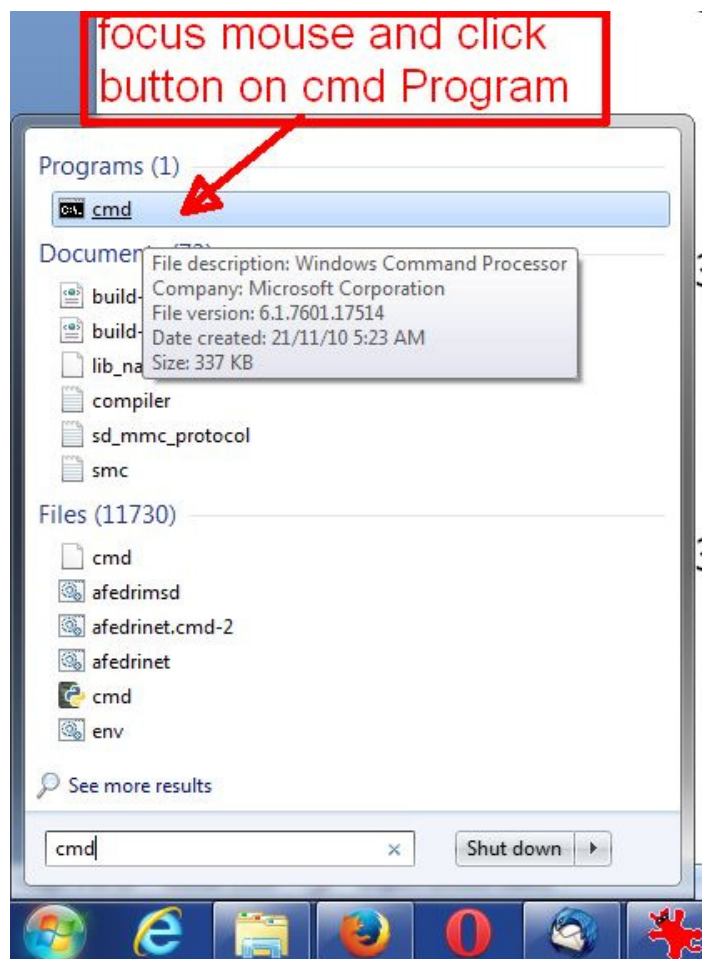 focus mouse and click
button on cmd Program
Programs (1)
cmd
Documents (72)
File description: Windows Command Processor
build-
Company: Microsoft Corporation
File version: 6.1.7601.17514
build-
Date created: 21/11/10 5:23 AM
lib_na
Size: 337 KB
compiler
sd_mmc_protocol
smc
Files (11730)
cmd
afedrimsd
afedrinet.cmd-2
afedrinet
cmd
env
See more results
cmd
Shut down